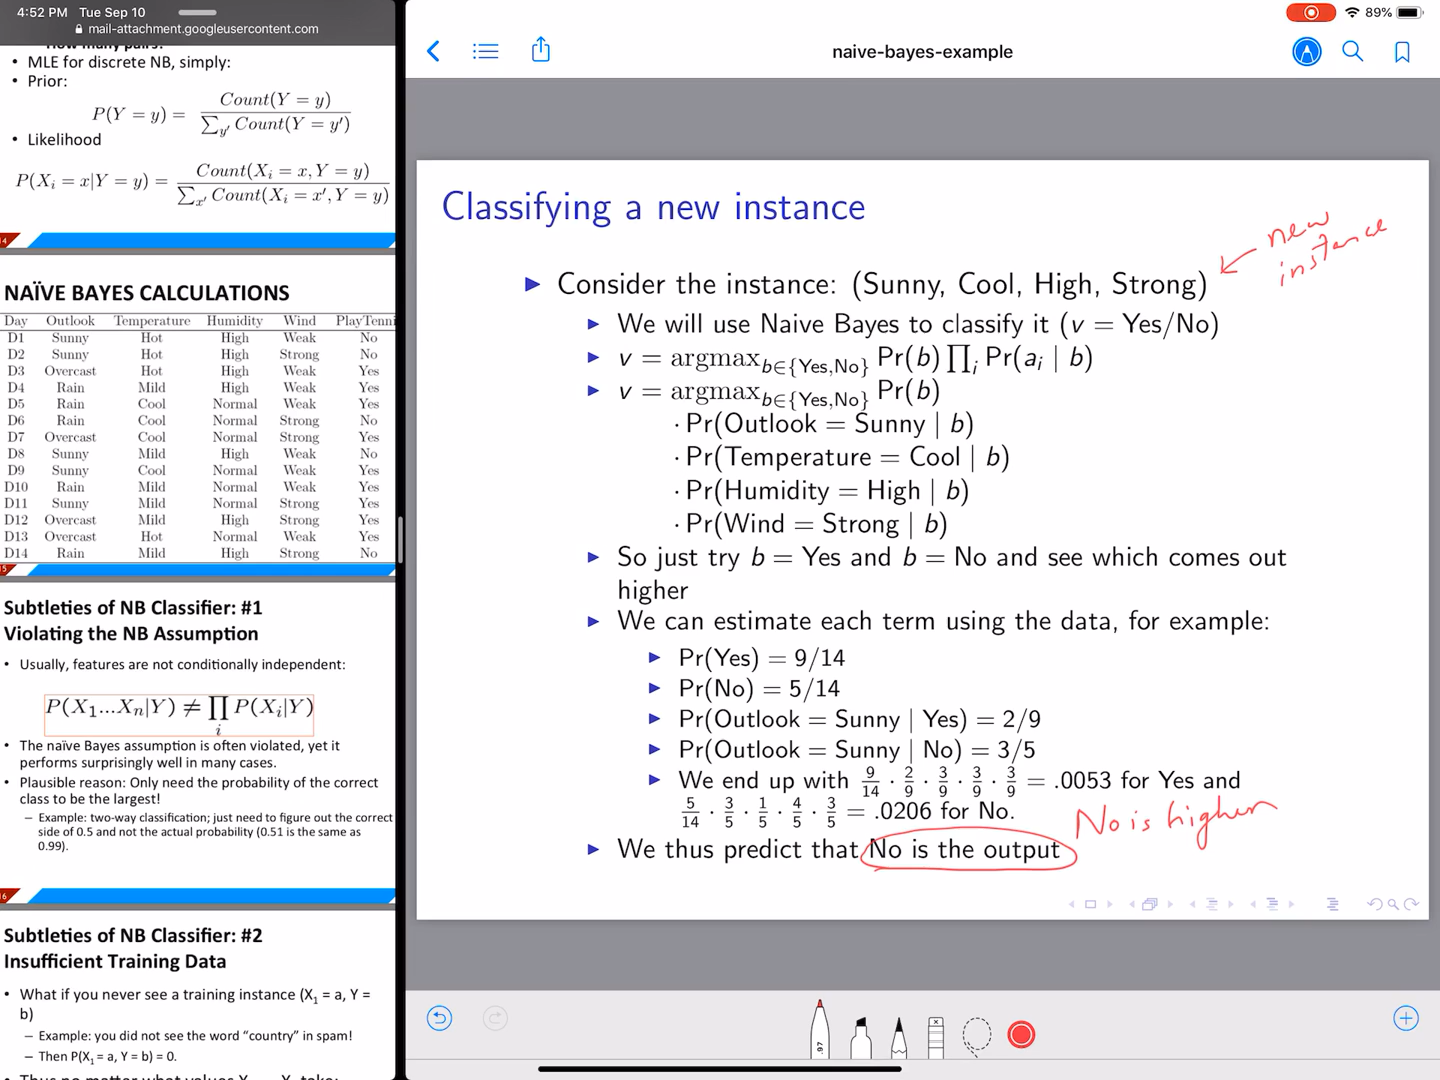 4:52 PM Tue Sep 10
mail-attachment.googleusercontent.com
89%
How many pairs?
• MLE for discrete NB, simply:
• Prior:
P(Y = y) = Count(Y = y) / ∑y′ Count(Y = y′)
• Likelihood
P(Xi = x|Y = y) = Count(Xi = x, Y = y) / ∑x′ Count(Xi = x′, Y = y)
14
NAÏVE BAYES CALCULATIONS
Day Outlook Temperature Humidity Wind PlayTenni
D1 Sunny Hot High Weak No
D2 Sunny Hot High Strong No
D3 Overcast Hot High Weak Yes
D4 Rain Mild High Weak Yes
D5 Rain Cool Normal Weak Yes
D6 Rain Cool Normal Strong No
D7 Overcast Cool Normal Strong Yes
D8 Sunny Mild High Weak No
D9 Sunny Cool Normal Weak Yes
D10 Rain Mild Normal Weak Yes
D11 Sunny Mild Normal Strong Yes
D12 Overcast Mild High Strong Yes
D13 Overcast Hot Normal Weak Yes
D14 Rain Mild High Strong No
15
Subtleties of NB Classifier: #1
Violating the NB Assumption
• Usually, features are not conditionally independent:
P(X1...Xn|Y) ≠ ∏i P(Xi|Y)
• The naïve Bayes assumption is often violated, yet it
performs surprisingly well in many cases.
• Plausible reason: Only need the probability of the correct
class to be the largest!
– Example: two-way classification; just need to figure out the correct
side of 0.5 and not the actual probability (0.51 is the same as
0.99).
16
Subtleties of NB Classifier: #2
Insufficient Training Data
• What if you never see a training instance (X1 = a, Y =
b)
– Example: you did not see the word “country” in spam!
– Then P(X1 = a, Y = b) = 0.
naive-bayes-example
Classifying a new instance
new
instance
▶ Consider the instance: (Sunny, Cool, High, Strong)
▶ We will use Naive Bayes to classify it (v = Yes/No)
▶ v = argmax b∈{Yes,No} Pr(b) ∏i Pr(ai | b)
▶ v = argmax b∈{Yes,No} Pr(b)
· Pr(Outlook = Sunny | b)
· Pr(Temperature = Cool | b)
· Pr(Humidity = High | b)
· Pr(Wind = Strong | b)
▶ So just try b = Yes and b = No and see which comes out
higher
▶ We can estimate each term using the data, for example:
▶ Pr(Yes) = 9/14
▶ Pr(No) = 5/14
▶ Pr(Outlook = Sunny | Yes) = 2/9
▶ Pr(Outlook = Sunny | No) = 3/5
▶ We end up with 9/14 · 2/9 · 3/9 · 3/9 · 3/9 = .0053 for Yes and
5/14 · 3/5 · 1/5 · 4/5 · 3/5 = .0206 for No.
No is higher
▶ We thus predict that No is the output
.97